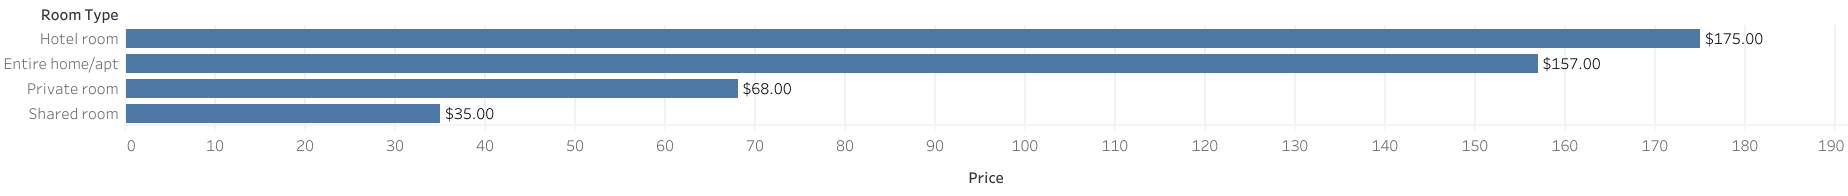 Room Type
Hotel room $175.00
Entire home/apt $157.00
Private room $68.00
Shared room $35.00
0 10 20 30 40 50 60 70 80 90 100 110 120 130 140 150 160 170 180 190
Price